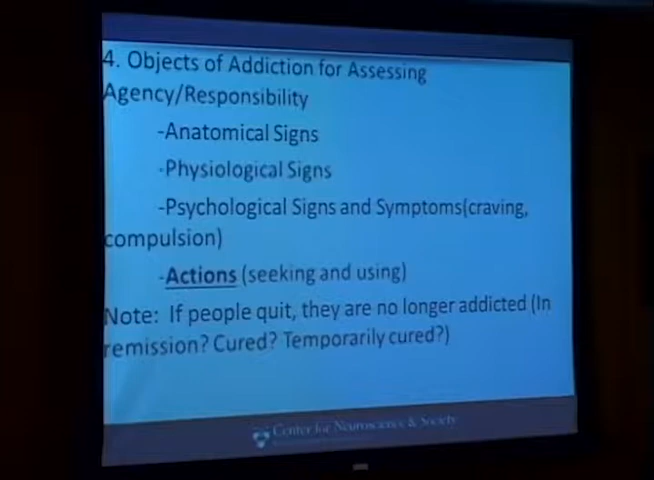 4. Objects of Addiction for Assessing
Agency/Responsibility
-Anatomical Signs
-Physiological Signs
-Psychological Signs and Symptoms(craving,
compulsion)
-Actions (seeking and using)
Note: If people quit, they are no longer addicted (In
remission? Cured? Temporarily cured?)
Center for Neuroscience & Society